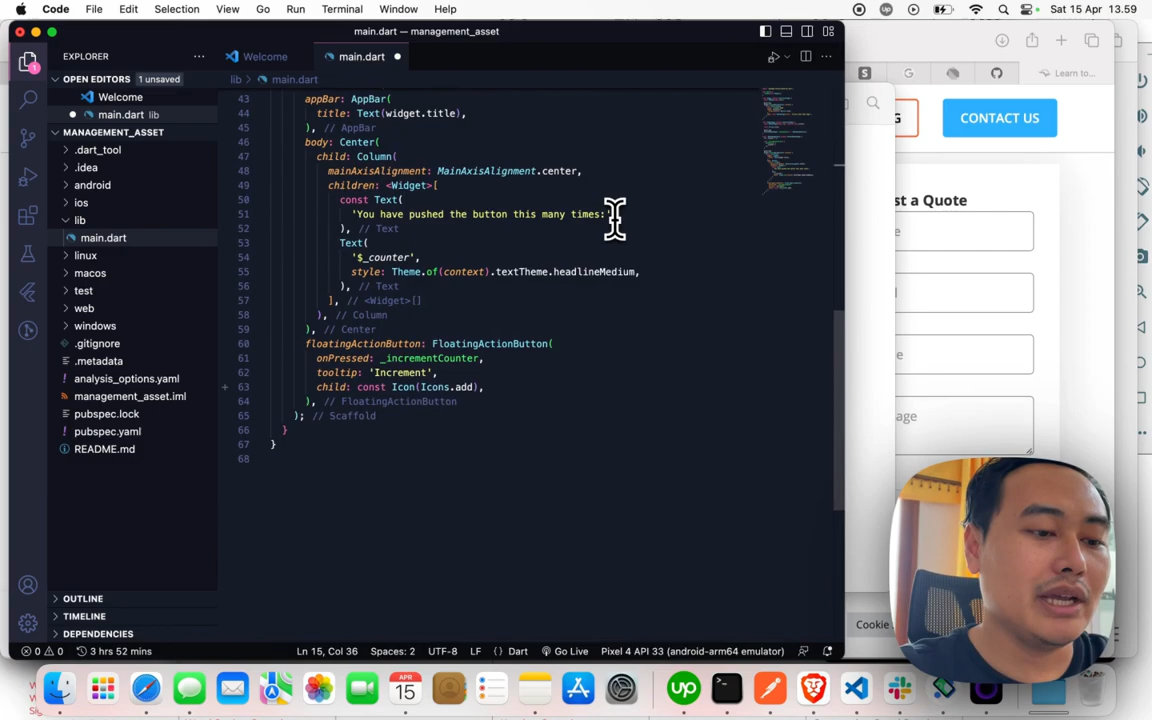 Code File Edit Selection View Go Run Terminal Window Help
Sat 15 Apr 13.59
main.dart — management_asset
EXPLORER
Welcome
main.dart
OPEN EDITORS 1 unsaved
Welcome
main.dart lib
MANAGEMENT_ASSET
.dart_tool
.idea
android
ios
lib
main.dart
linux
macos
test
web
windows
.gitignore
.metadata
analysis_options.yaml
management_asset.iml
pubspec.lock
pubspec.yaml
README.md
OUTLINE
TIMELINE
DEPENDENCIES
lib > main.dart
43 appBar: AppBar(
44 title: Text(widget.title),
45 ), // AppBar
46 body: Center(
47 child: Column(
48 mainAxisAlignment: MainAxisAlignment.center,
49 children: <Widget>[
50 const Text(
51 'You have pushed the button this many times:
52 ), // Text
53 Text(
54 '$_counter',
55 style: Theme.of(context).textTheme.headlineMedium,
56 ), // Text
57 ], // <Widget>[]
58 ), // Column
59 ), // Center
60 floatingActionButton: FloatingActionButton(
61 onPressed: _incrementCounter,
62 tooltip: 'Increment',
63 child: const Icon(Icons.add),
64 ), // FloatingActionButton
65 ); // Scaffold
66 }
67 }
68
0 0 3 hrs 52 mins Ln 15, Col 36 Spaces: 2 UTF-8 LF {} Dart Go Live Pixel 4 API 33 (android-arm64 emulator)
Learn to...
G
CONTACT US
st a Quote
e
e
age
Cookie
APR
15